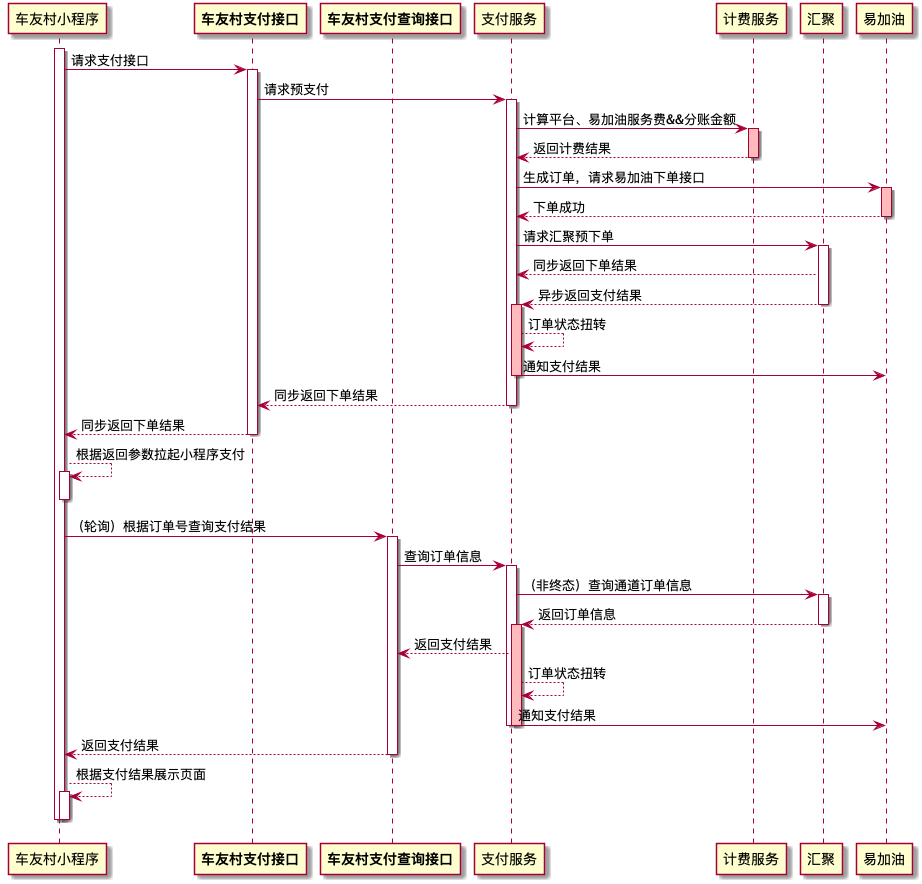 车友村小程序 车友村支付接口 车友村支付查询接口 支付服务 计费服务 汇聚 易加油
请求支付接口
请求预支付
计算平台、易加油服务费&&分账金额
返回计费结果
生成订单，请求易加油下单接口
下单成功
请求汇聚预下单
同步返回下单结果
异步返回支付结果
订单状态扭转
通知支付结果
同步返回下单结果
同步返回下单结果
根据返回参数拉起小程序支付
（轮询）根据订单号查询支付结果
查询订单信息
（非终态）查询通道订单信息
返回订单信息
返回支付结果
订单状态扭转
通知支付结果
返回支付结果
根据支付结果展示页面
车友村小程序 车友村支付接口 车友村支付查询接口 支付服务 计费服务 汇聚 易加油